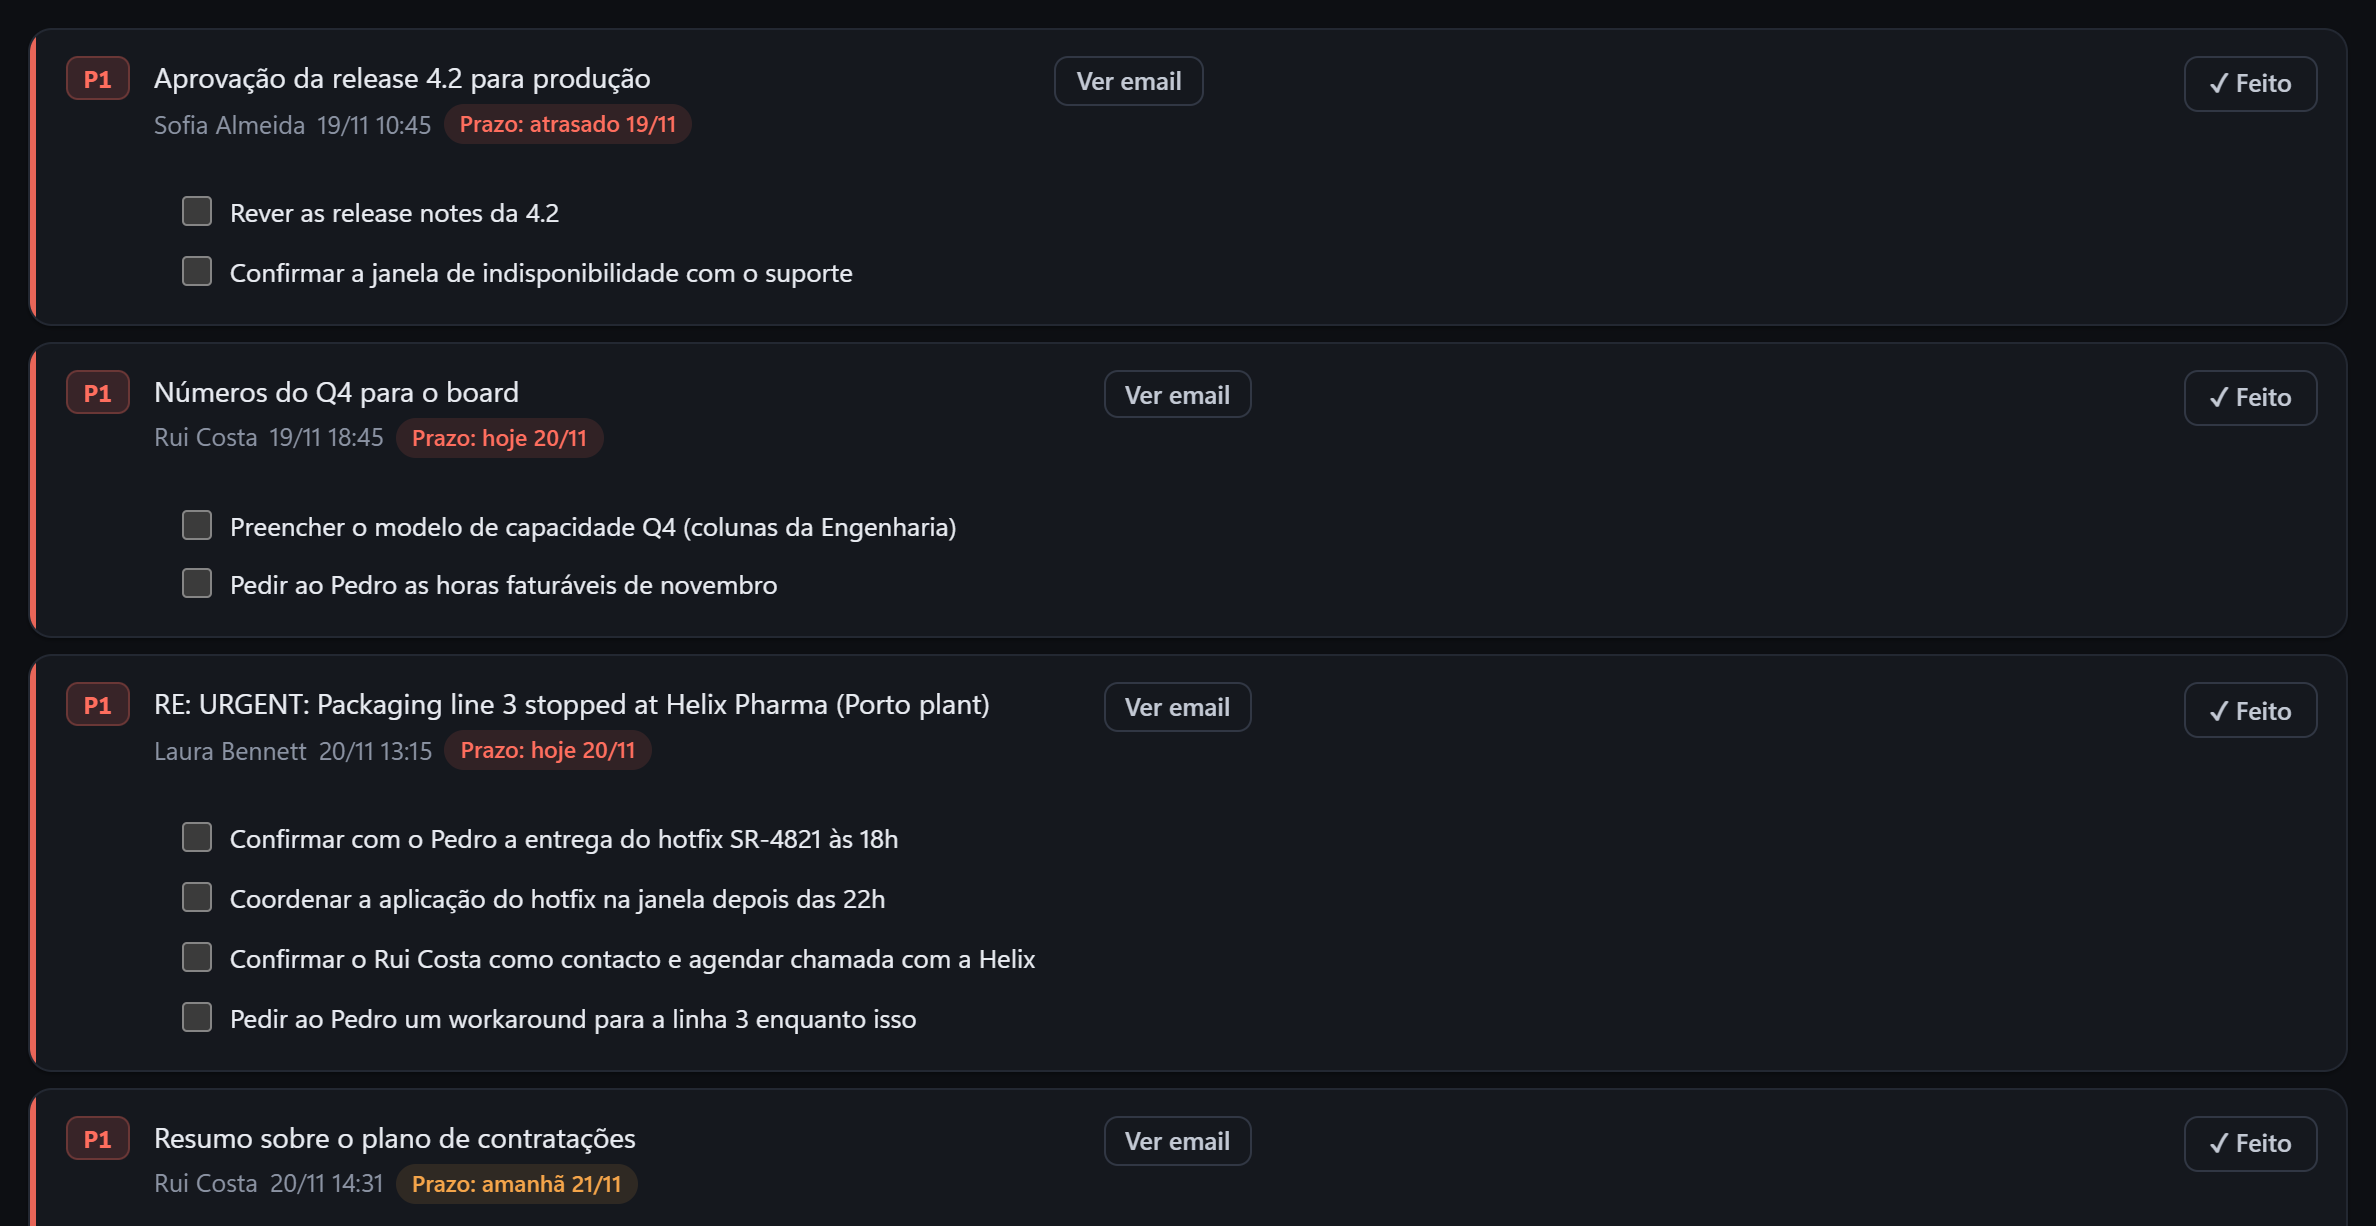 P1 Aprovação da release 4.2 para produção Ver email ✓ Feito
Sofia Almeida 19/11 10:45 Prazo: atrasado 19/11
Rever as release notes da 4.2
Confirmar a janela de indisponibilidade com o suporte
P1 Números do Q4 para o board Ver email ✓ Feito
Rui Costa 19/11 18:45 Prazo: hoje 20/11
Preencher o modelo de capacidade Q4 (colunas da Engenharia)
Pedir ao Pedro as horas faturáveis de novembro
P1 RE: URGENT: Packaging line 3 stopped at Helix Pharma (Porto plant) Ver email ✓ Feito
Laura Bennett 20/11 13:15 Prazo: hoje 20/11
Confirmar com o Pedro a entrega do hotfix SR-4821 às 18h
Coordenar a aplicação do hotfix na janela depois das 22h
Confirmar o Rui Costa como contacto e agendar chamada com a Helix
Pedir ao Pedro um workaround para a linha 3 enquanto isso
P1 Resumo sobre o plano de contratações Ver email ✓ Feito
Rui Costa 20/11 14:31 Prazo: amanhã 21/11